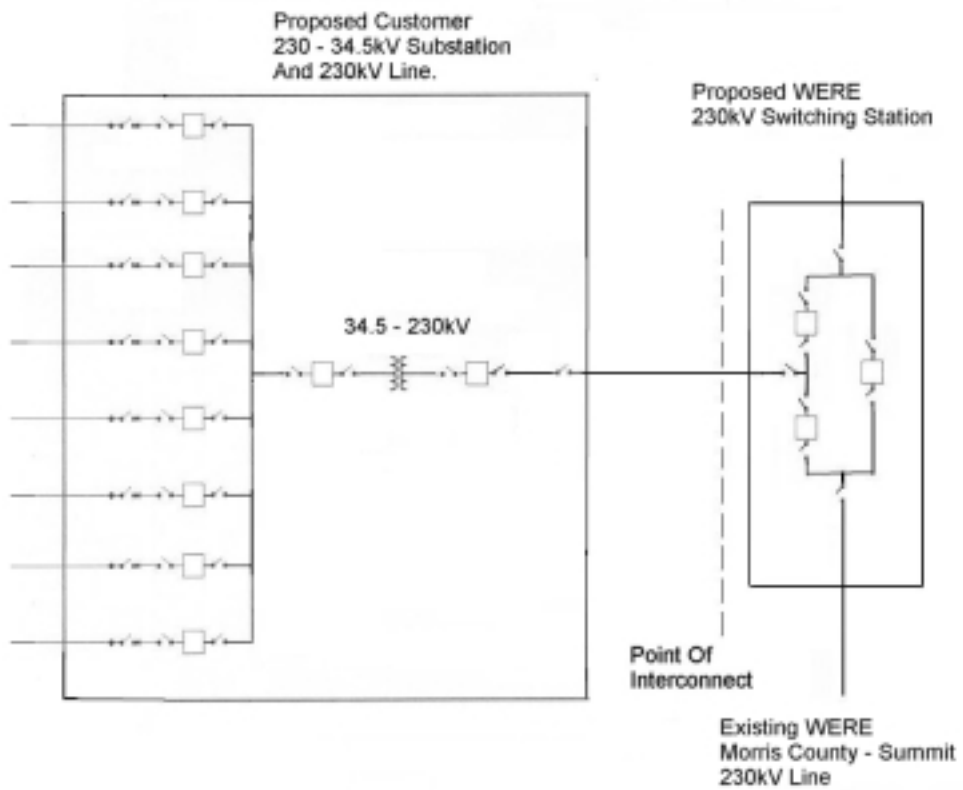 Proposed Customer
230 - 34.5kV Substation
And 230kV Line.
Proposed WERE
230kV Switching Station
34.5 - 230kV
Point Of
Interconnect
Existing WERE
Morris County - Summit
230kV Line